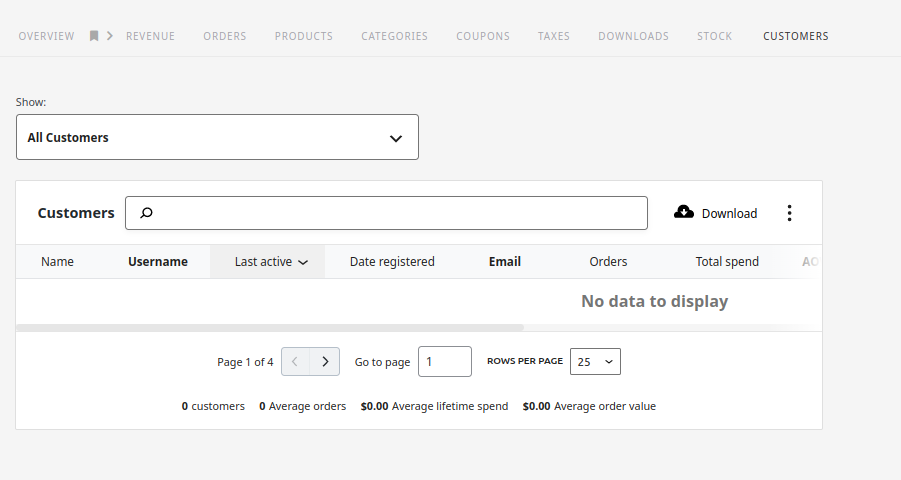 OVERVIEW REVENUE ORDERS PRODUCTS CATEGORIES COUPONS TAXES DOWNLOADS STOCK CUSTOMERS
Show:
All Customers
Customers Download
Name Username Last active Date registered Email Orders Total spend AO
No data to display
Page 1 of 4 Go to page 1 ROWS PER PAGE 25
0 customers 0 Average orders $0.00 Average lifetime spend $0.00 Average order value